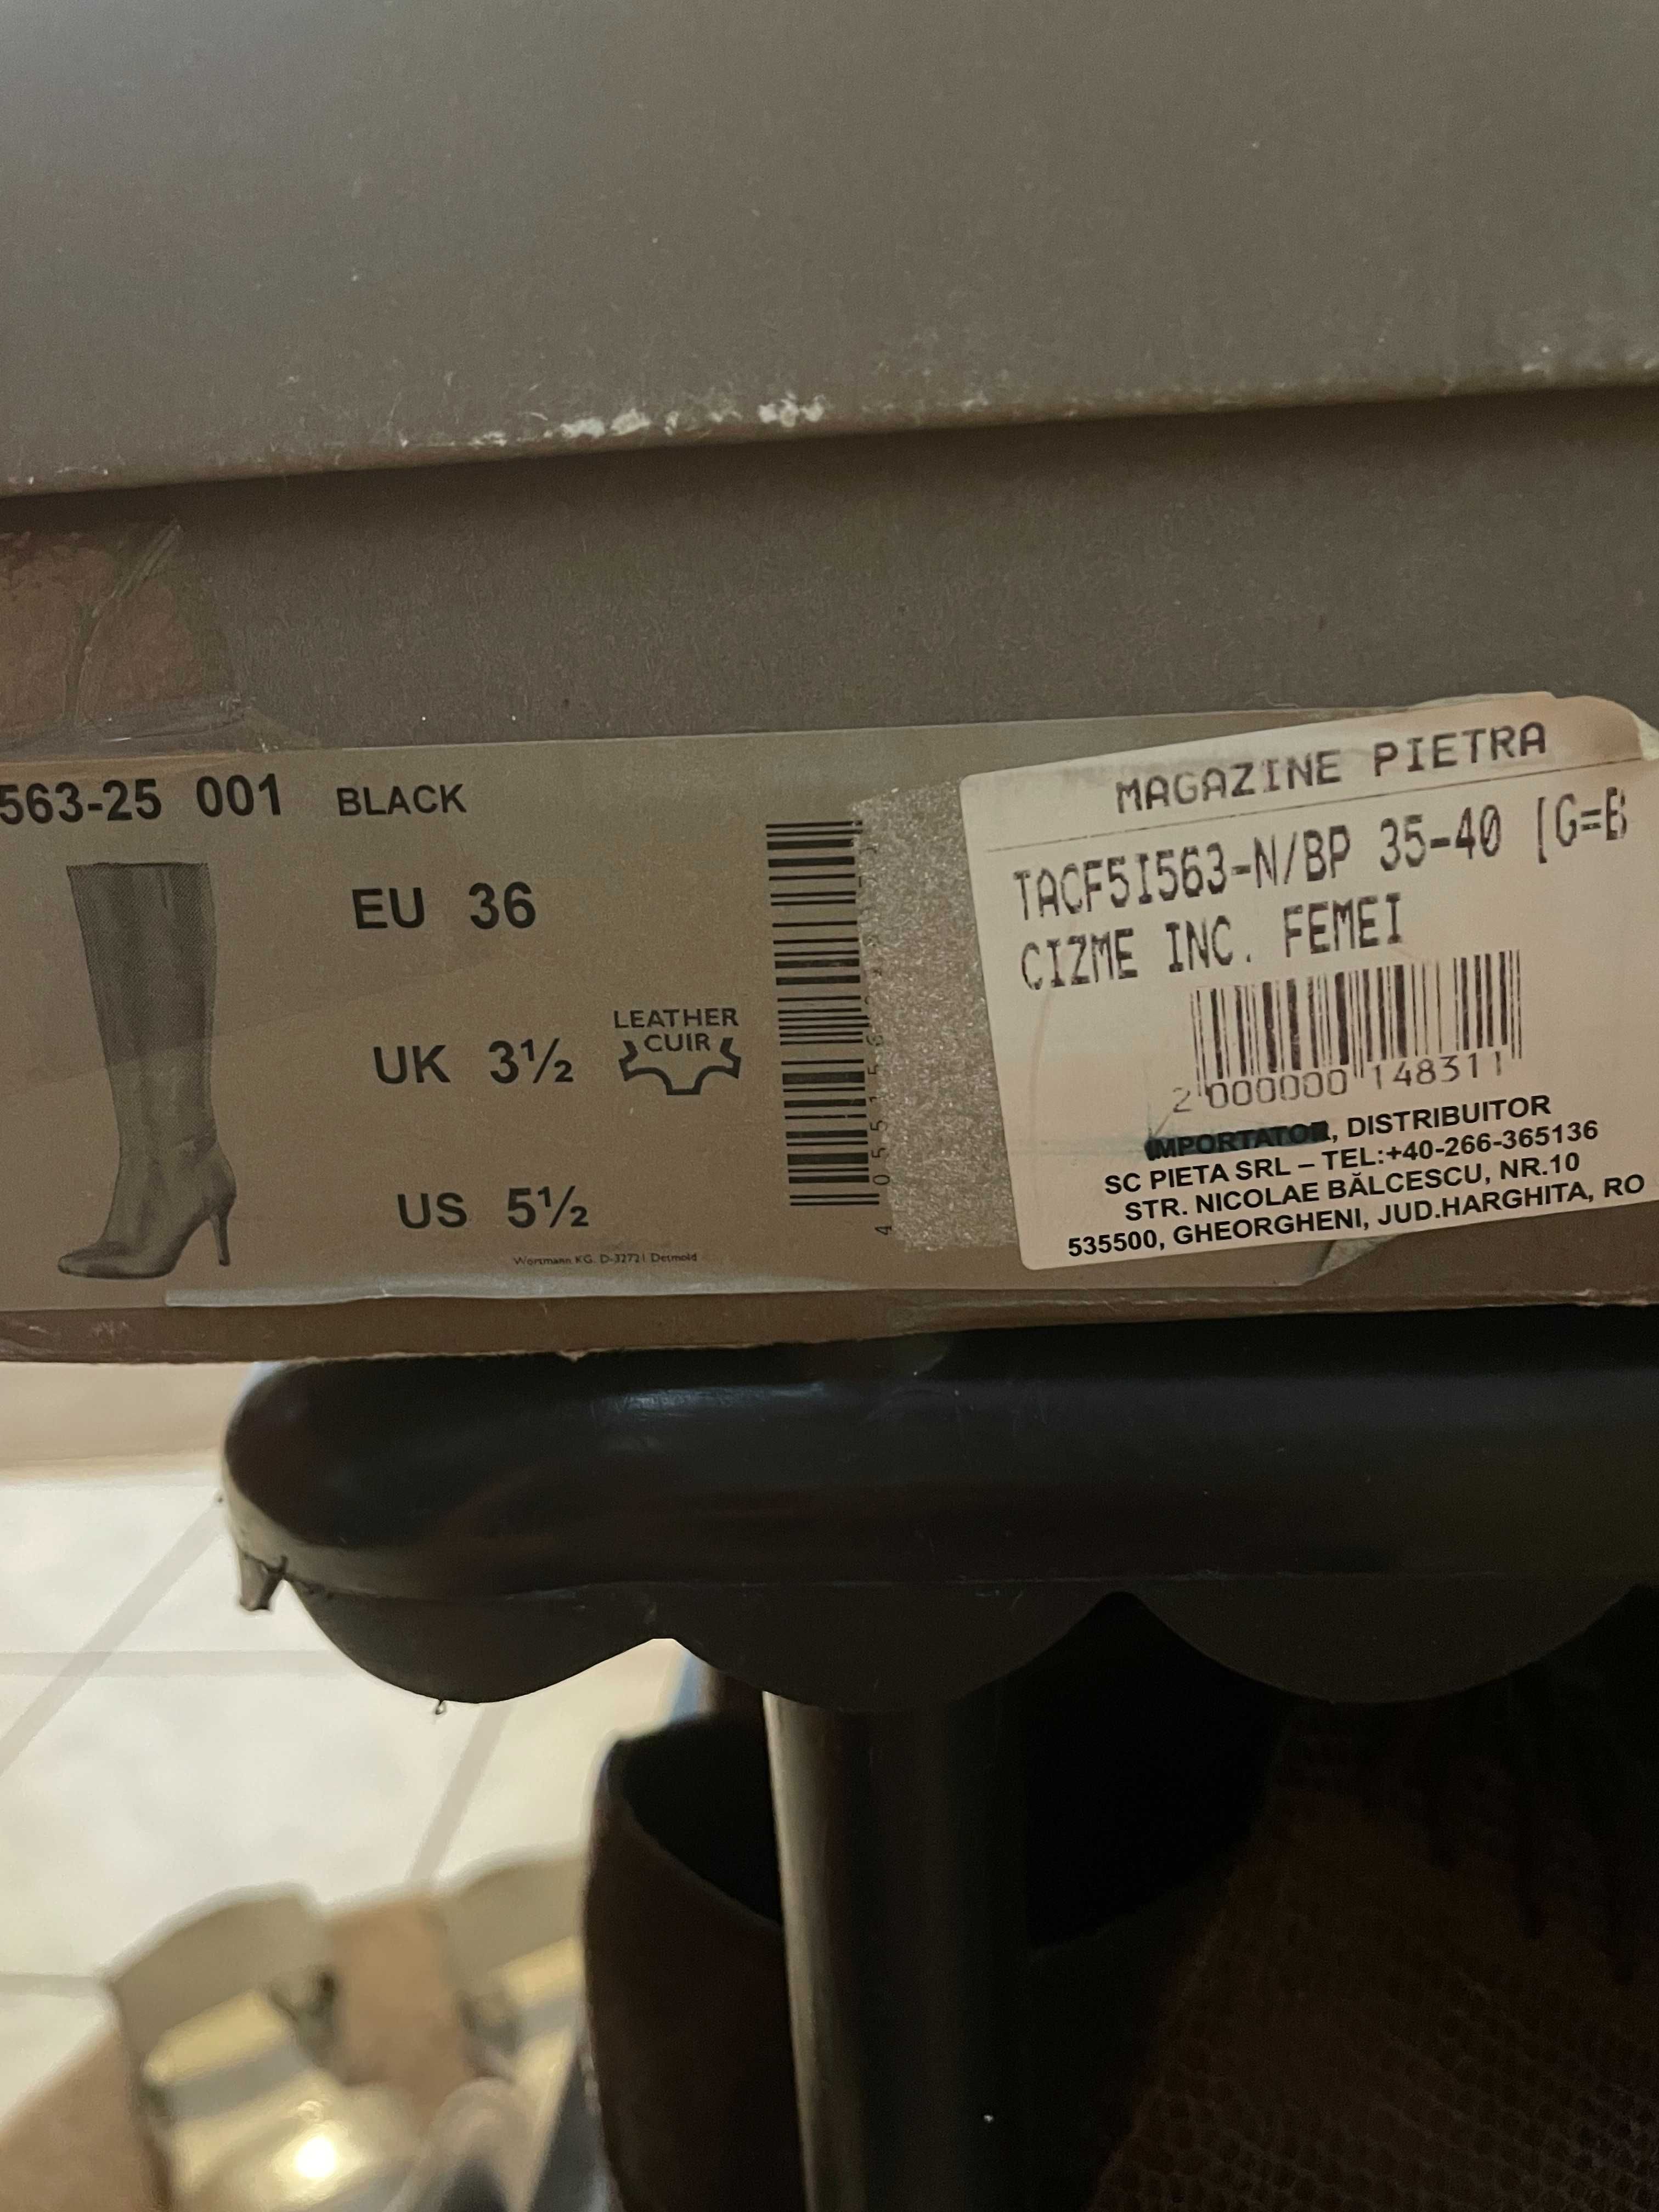 563-25 001 BLACK
EU 36
LEATHER
CUIR
UK 3½
US 5½
Wortmann KG. D-32721 Detmold
MAGAZINE PIETRA
TACF5I563-N/BP 35-40 [G=B
CIZME INC. FEMEI
2 000000 148311
IMPORTATOR, DISTRIBUITOR
SC PIETA SRL – TEL:+40-266-365136
STR. NICOLAE BĂLCESCU, NR.10
535500, GHEORGHENI, JUD.HARGHITA, RO